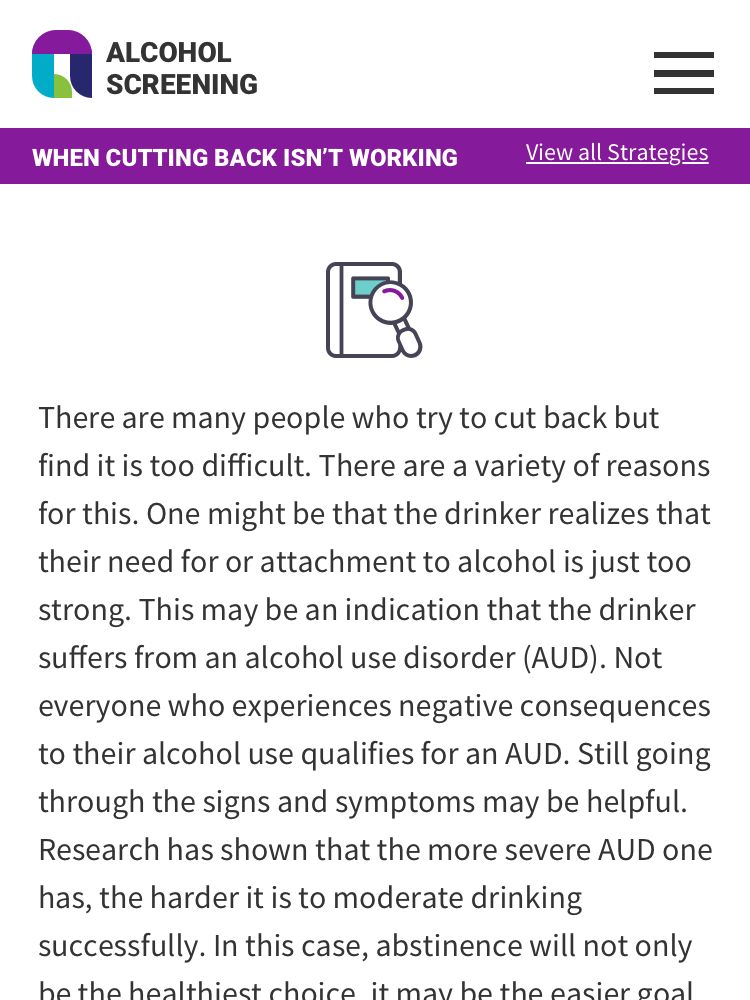 ALCOHOL
SCREENING
WHEN CUTTING BACK ISN’T WORKING
View all Strategies
There are many people who try to cut back but
find it is too difficult. There are a variety of reasons
for this. One might be that the drinker realizes that
their need for or attachment to alcohol is just too
strong. This may be an indication that the drinker
suffers from an alcohol use disorder (AUD). Not
everyone who experiences negative consequences
to their alcohol use qualifies for an AUD. Still going
through the signs and symptoms may be helpful.
Research has shown that the more severe AUD one
has, the harder it is to moderate drinking
successfully. In this case, abstinence will not only
be the healthiest choice, it may be the easier goal